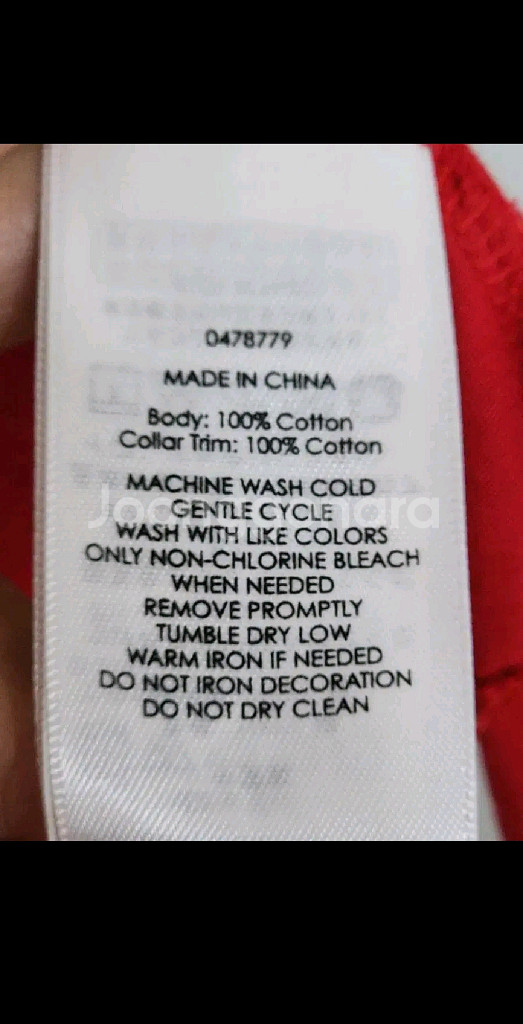 0478779
MADE IN CHINA
Body: 100% Cotton
Collar Trim: 100% Cotton
MACHINE WASH COLD
GENTLE CYCLE
WASH WITH LIKE COLORS
ONLY NON-CHLORINE BLEACH
WHEN NEEDED
REMOVE PROMPTLY
TUMBLE DRY LOW
WARM IRON IF NEEDED
DO NOT IRON DECORATION
DO NOT DRY CLEAN